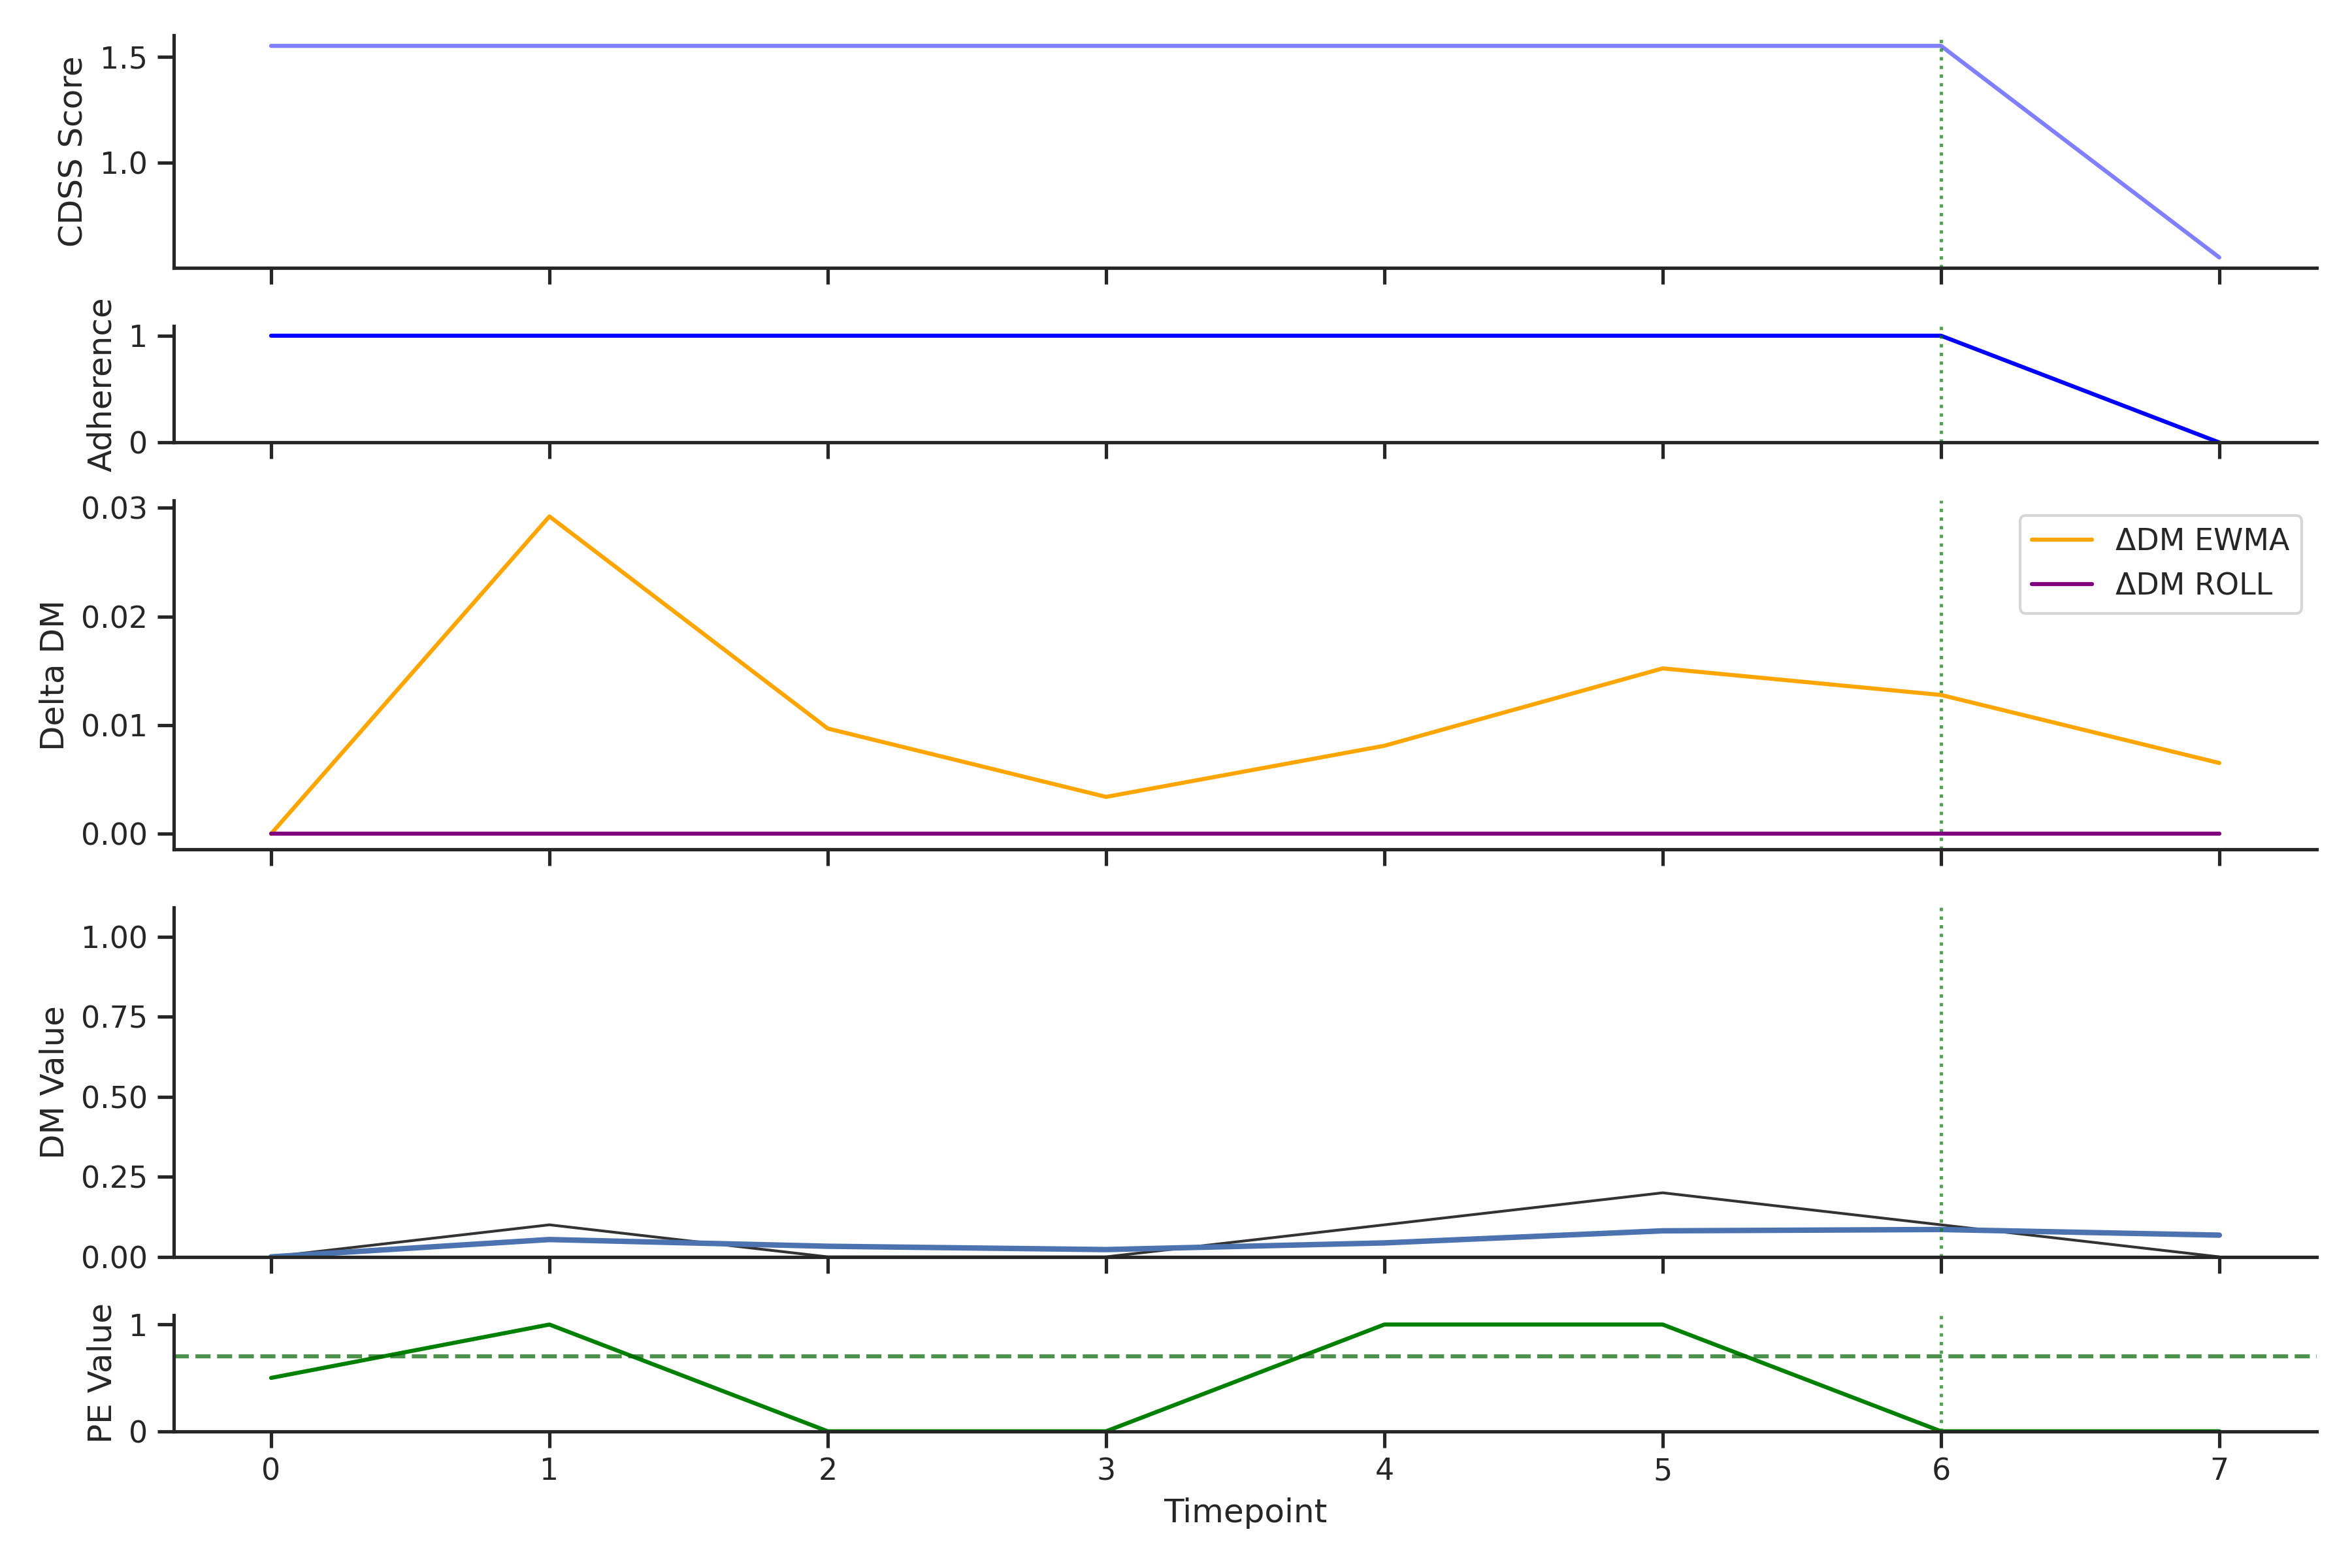 CDSS Score
1.5
1.0
Adherence
1
0
Delta DM
0.03
0.02
0.01
0.00
ΔDM EWMA
ΔDM ROLL
DM Value
1.00
0.75
0.50
0.25
0.00
PE Value
1
0
0 1 2 3 4 5 6 7
Timepoint